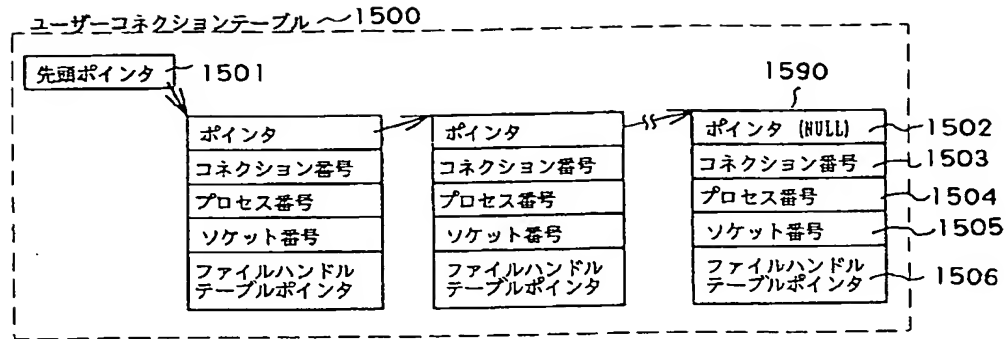 ユーザーコネクションテーブル 1500
先頭ポインタ 1501
1590
ポインタ
コネクション番号
プロセス番号
ソケット番号
ファイルハンドル
テーブルポインタ
ポインタ
コネクション番号
プロセス番号
ソケット番号
ファイルハンドル
テーブルポインタ
ポインタ (NULL) 1502
コネクション番号 1503
プロセス番号 1504
ソケット番号 1505
ファイルハンドル
テーブルポインタ 1506